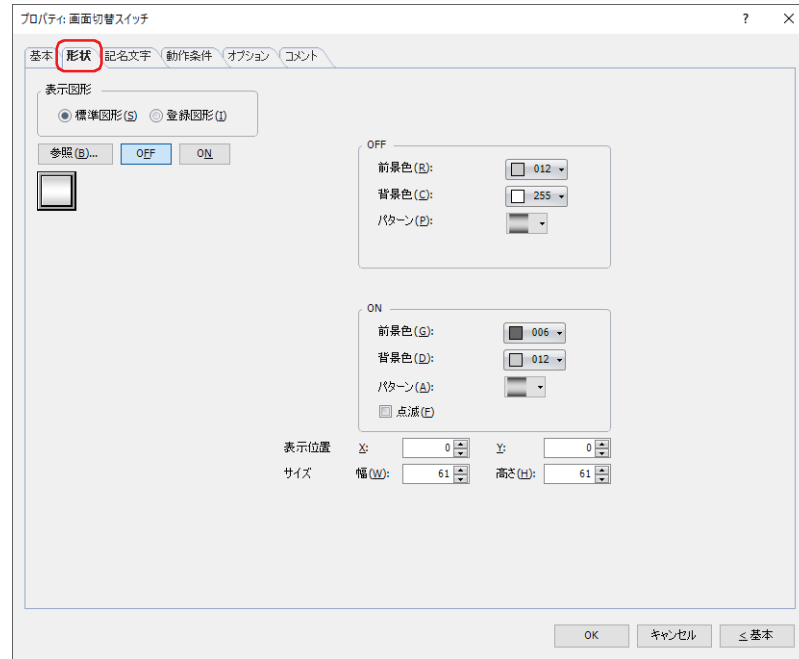 プロパティ: 画面切替スイッチ ?
基本 形状 記名文字 動作条件 オプション コメント
表示図形
標準図形(S) 登録図形(I)
参照(B)... OFF ON
OFF
前景色(R): 012
背景色(C): 255
パターン(P):
ON
前景色(G): 006
背景色(D): 012
パターン(A):
点滅(F)
表示位置 X: 0 Y: 0
サイズ 幅(W): 61 高さ(H): 61
OK キャンセル < 基本